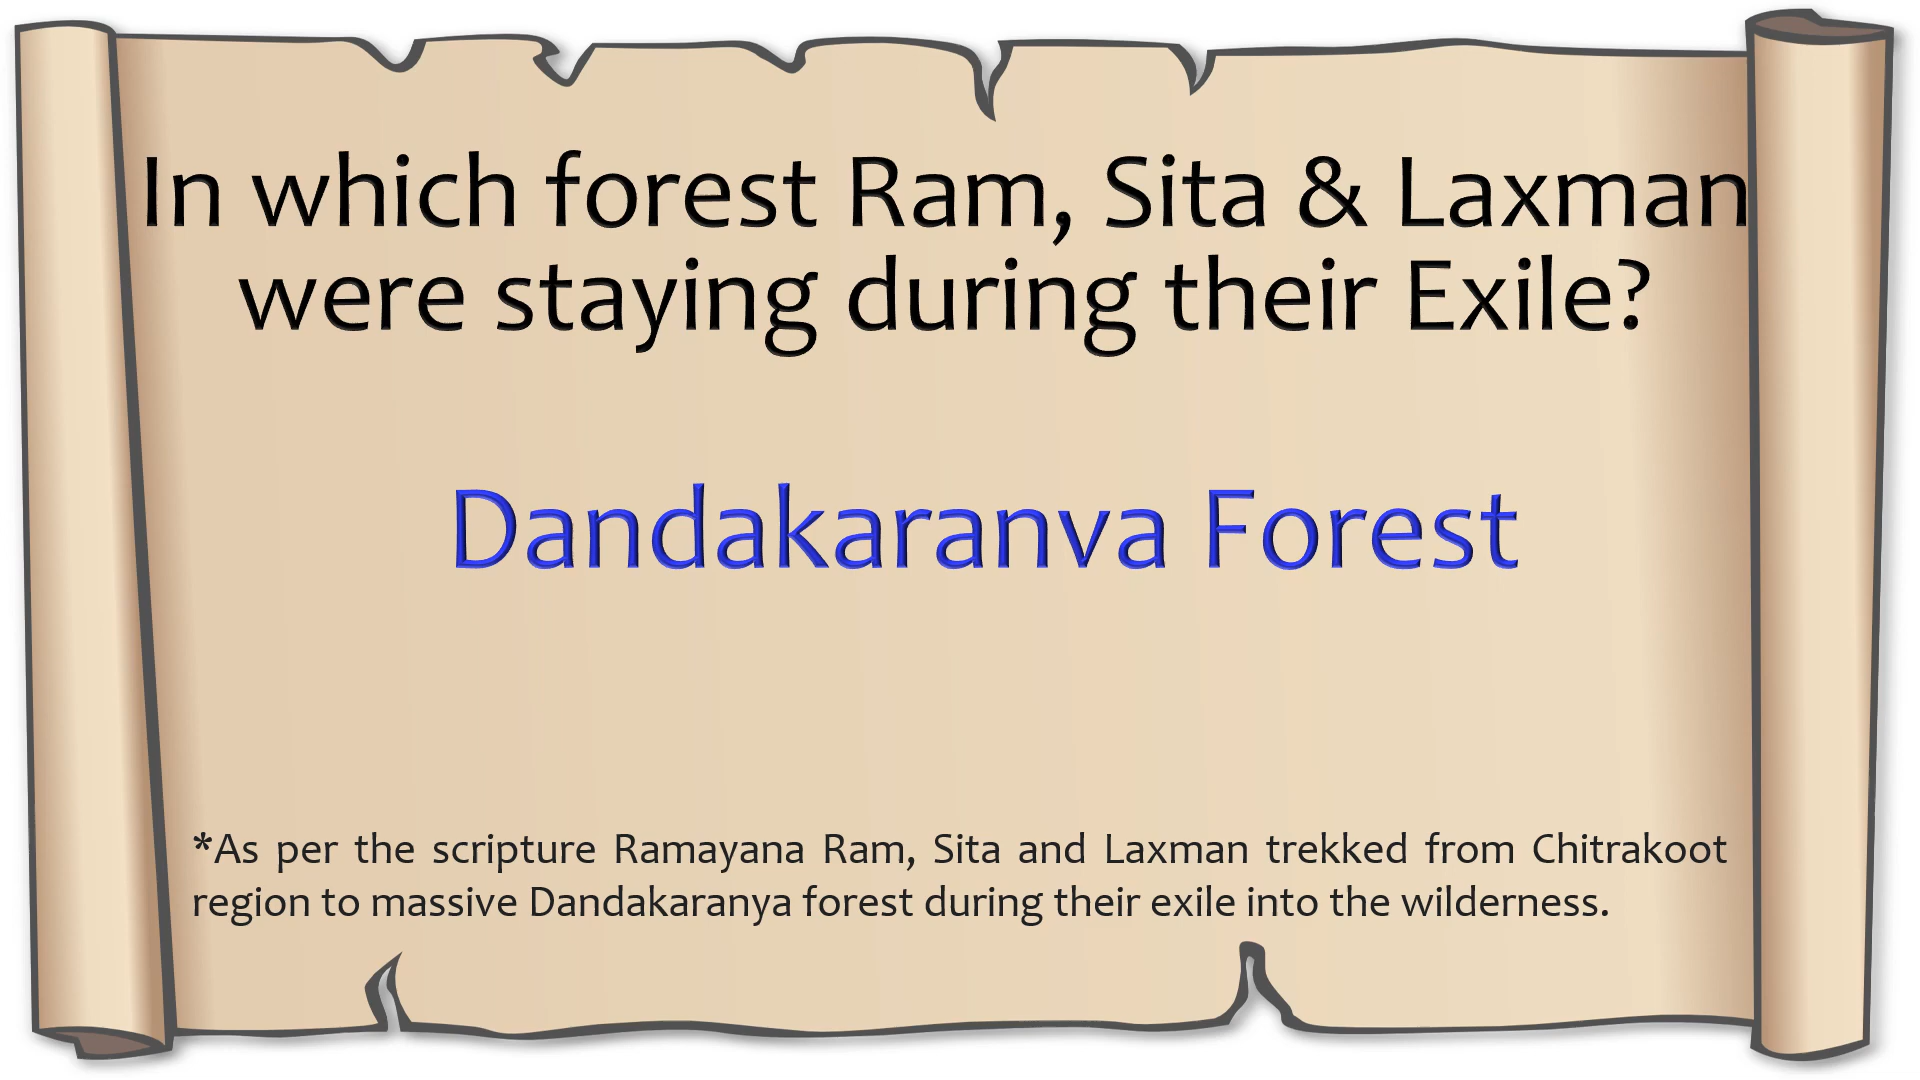 In which forest Ram, Sita & Laxman
were staying during their Exile?
Dandakaranva Forest
*As per the scripture Ramayana Ram, Sita and Laxman trekked from Chitrakoot
region to massive Dandakaranya forest during their exile into the wilderness.